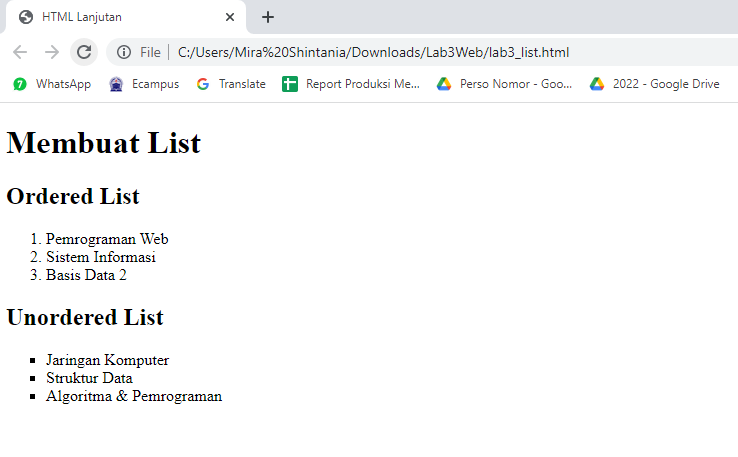 HTML Lanjutan
File C:/Users/Mira%20Shintania/Downloads/Lab3Web/lab3_list.html
7 WhatsApp Ecampus G Translate Report Produksi Me... Perso Nomor - Goo... 2022 - Google Drive
Membuat List
Ordered List
1. Pemrograman Web
2. Sistem Informasi
3. Basis Data 2
Unordered List
▪ Jaringan Komputer
▪ Struktur Data
▪ Algoritma & Pemrograman